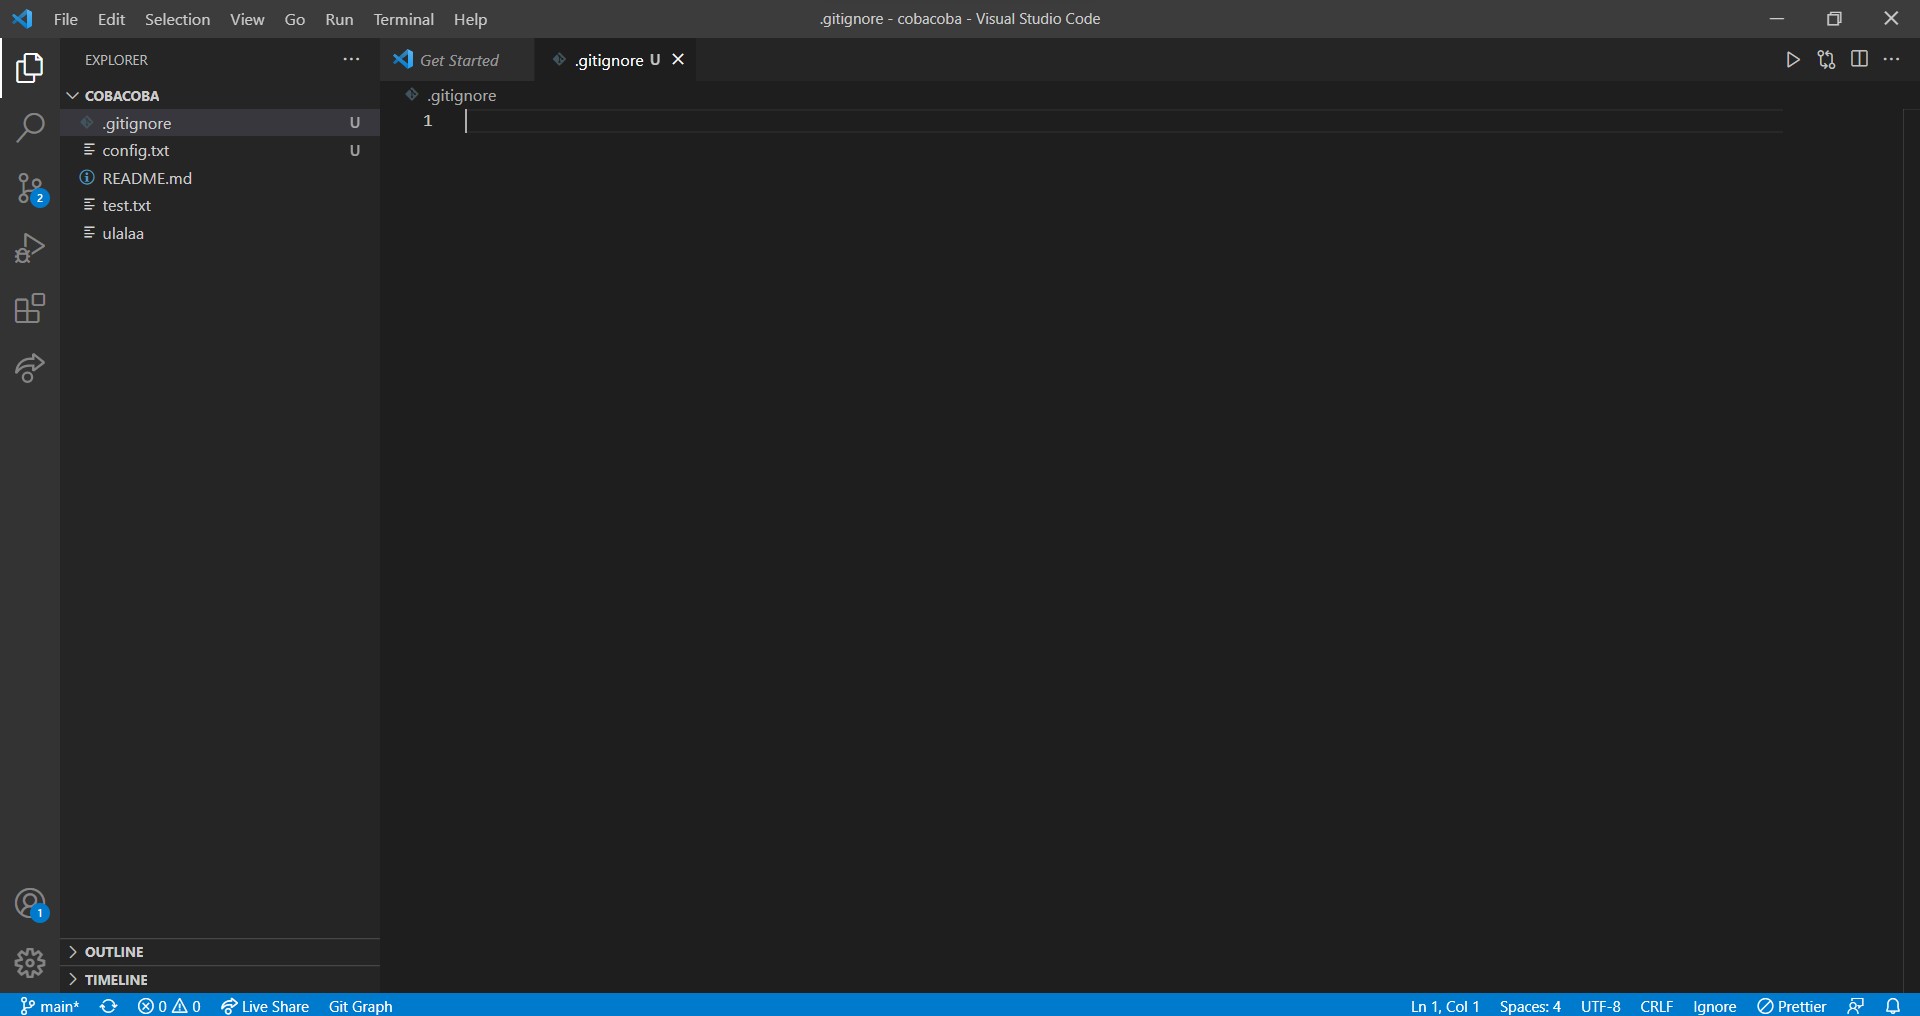 File Edit Selection View Go Run Terminal Help
.gitignore - cobacoba - Visual Studio Code
EXPLORER
COBACOBA
.gitignore U
config.txt U
README.md
test.txt
ulalaa
2
1
OUTLINE
TIMELINE
Get Started
.gitignore U
.gitignore
1
main* 0 0 Live Share Git Graph
Ln 1, Col 1 Spaces: 4 UTF-8 CRLF Ignore Prettier